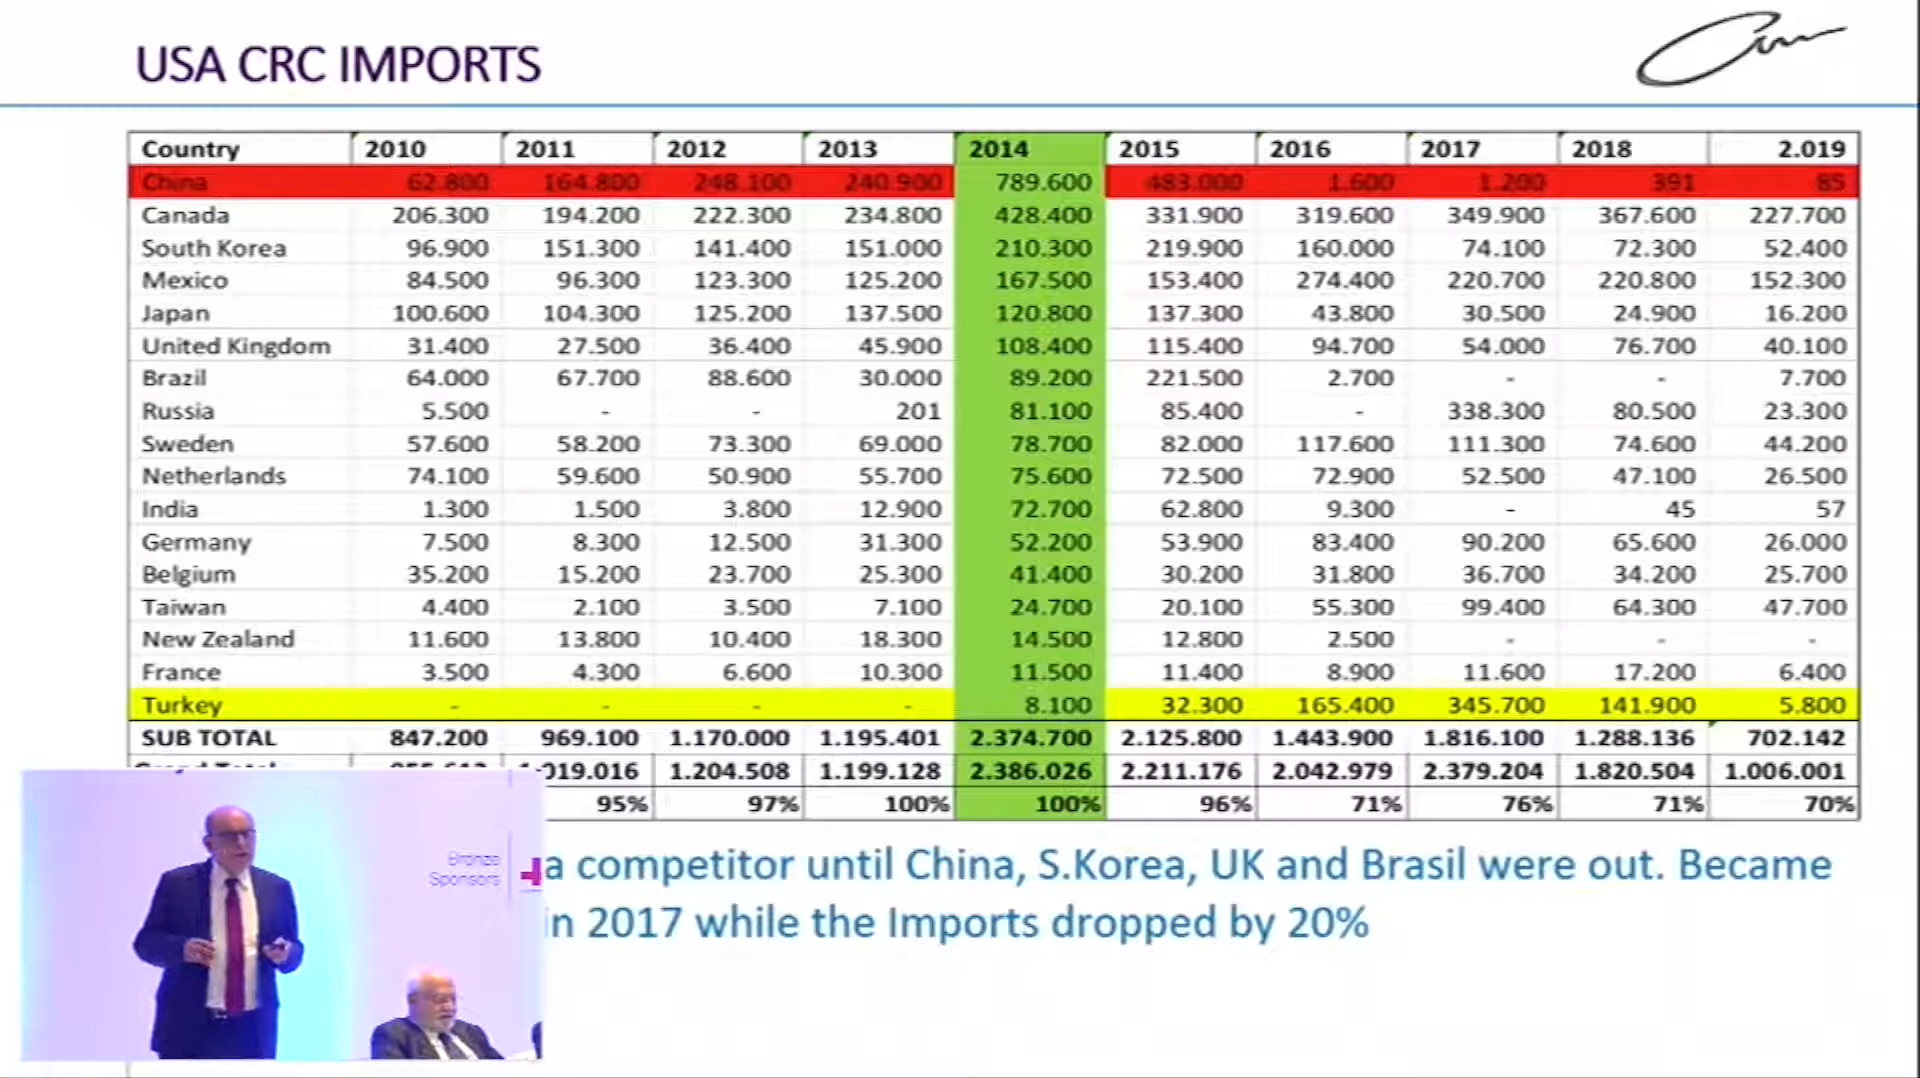 USA CRC IMPORTS
Country 2010 2011 2012 2013 2014 2015 2016 2017 2018 2.019
China 62.800 164.800 248.100 240.900 789.600 483.000 1.600 1.200 391 85
Canada 206.300 194.200 222.300 234.800 428.400 331.900 319.600 349.900 367.600 227.700
South Korea 96.900 151.300 141.400 151.000 210.300 219.900 160.000 74.100 72.300 52.400
Mexico 84.500 96.300 123.300 125.200 167.500 153.400 274.400 220.700 220.800 152.300
Japan 100.600 104.300 125.200 137.500 120.800 137.300 43.800 30.500 24.900 16.200
United Kingdom 31.400 27.500 36.400 45.900 108.400 115.400 94.700 54.000 76.700 40.100
Brazil 64.000 67.700 88.600 30.000 89.200 221.500 2.700 - - 7.700
Russia 5.500 - - 201 81.100 85.400 - 338.300 80.500 23.300
Sweden 57.600 58.200 73.300 69.000 78.700 82.000 117.600 111.300 74.600 44.200
Netherlands 74.100 59.600 50.900 55.700 75.600 72.500 72.900 52.500 47.100 26.500
India 1.300 1.500 3.800 12.900 72.700 62.800 9.300 - 45 57
Germany 7.500 8.300 12.500 31.300 52.200 53.900 83.400 90.200 65.600 26.000
Belgium 35.200 15.200 23.700 25.300 41.400 30.200 31.800 36.700 34.200 25.700
Taiwan 4.400 2.100 3.500 7.100 24.700 20.100 55.300 99.400 64.300 47.700
New Zealand 11.600 13.800 10.400 18.300 14.500 12.800 2.500 - - -
France 3.500 4.300 6.600 10.300 11.500 11.400 8.900 11.600 17.200 6.400
Turkey - - - - 8.100 32.300 165.400 345.700 141.900 5.800
SUB TOTAL 847.200 969.100 1.170.000 1.195.401 2.374.700 2.125.800 1.443.900 1.816.100 1.288.136 702.142
1.204.508 1.199.128 2.386.026 2.211.176 2.042.979 2.379.204 1.820.504 1.006.001
95% 97% 100% 100% 96% 71% 76% 71% 70%
a competitor until China, S.Korea, UK and Brasil were out. Became
in 2017 while the Imports dropped by 20%
Bronze
Sponsors